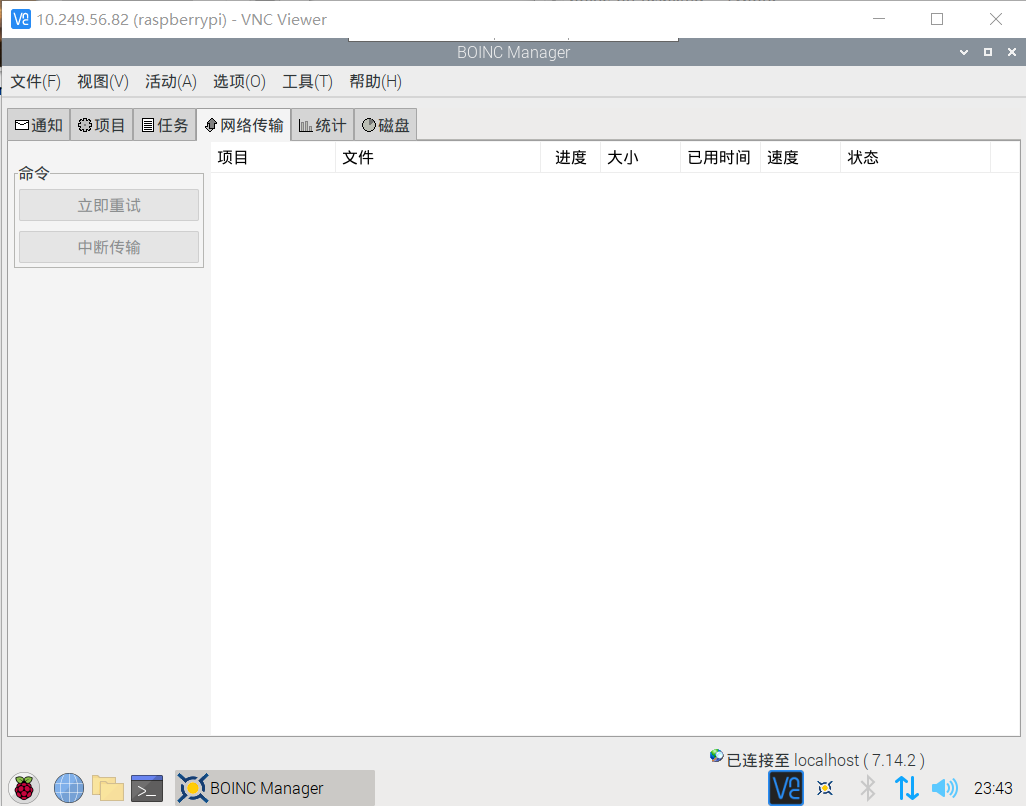 10.249.56.82 (raspberrypi) - VNC Viewer
BOINC Manager
文件(F) 视图(V) 活动(A) 选项(O) 工具(T) 帮助(H)
通知 项目 任务 网络传输 统计 磁盘
项目 文件 进度 大小 已用时间 速度 状态
命令
立即重试
中断传输
已连接至 localhost ( 7.14.2 )
BOINC Manager 23:43